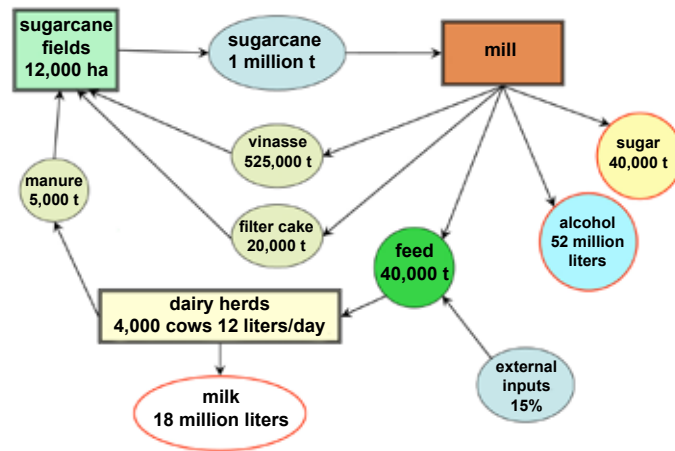 sugarcane
fields
12,000 ha
sugarcane
1 million t
mill
vinasse
525,000 t
sugar
40,000 t
manure
5,000 t
filter cake
20,000 t
alcohol
52 million
liters
feed
40,000 t
dairy herds
4,000 cows 12 liters/day
external
inputs
15%
milk
18 million liters